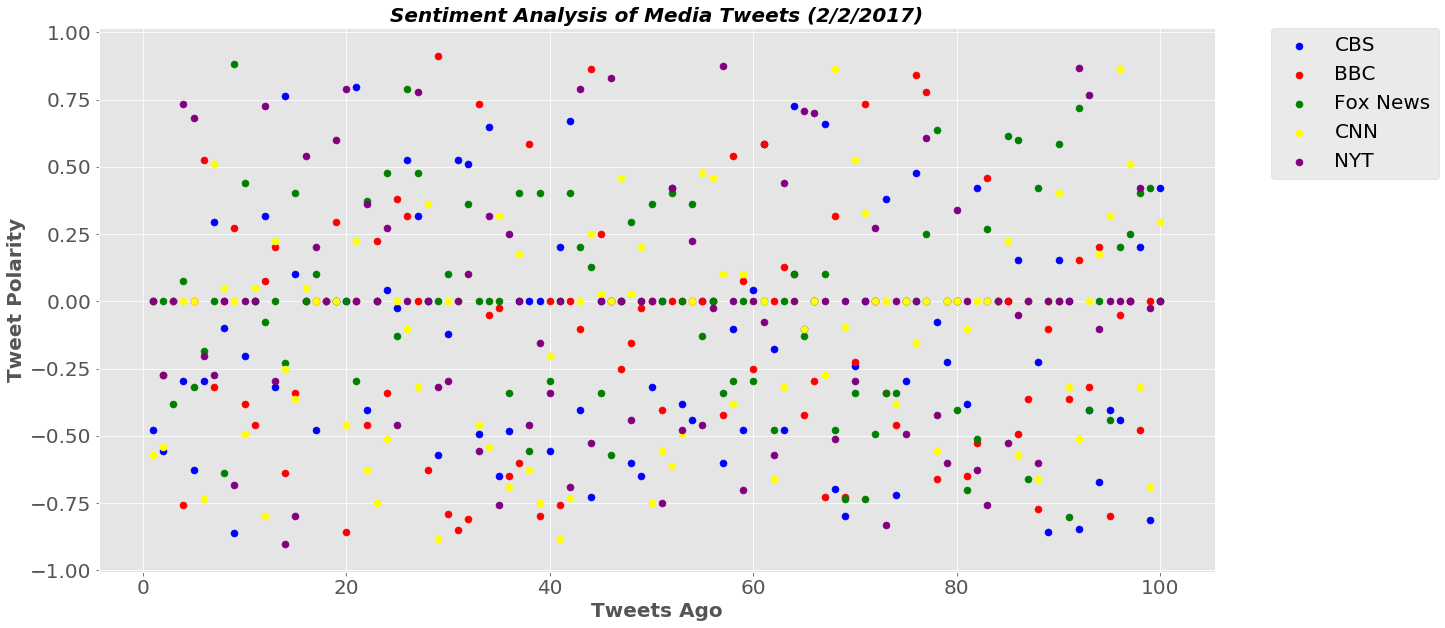 Sentiment Analysis of Media Tweets (2/2/2017)
CBS
BBC
Fox News
CNN
NYT
Tweet Polarity
1.00
0.75
0.50
0.25
0.00
−0.25
−0.50
−0.75
−1.00
0 20 40 60 80 100
Tweets Ago